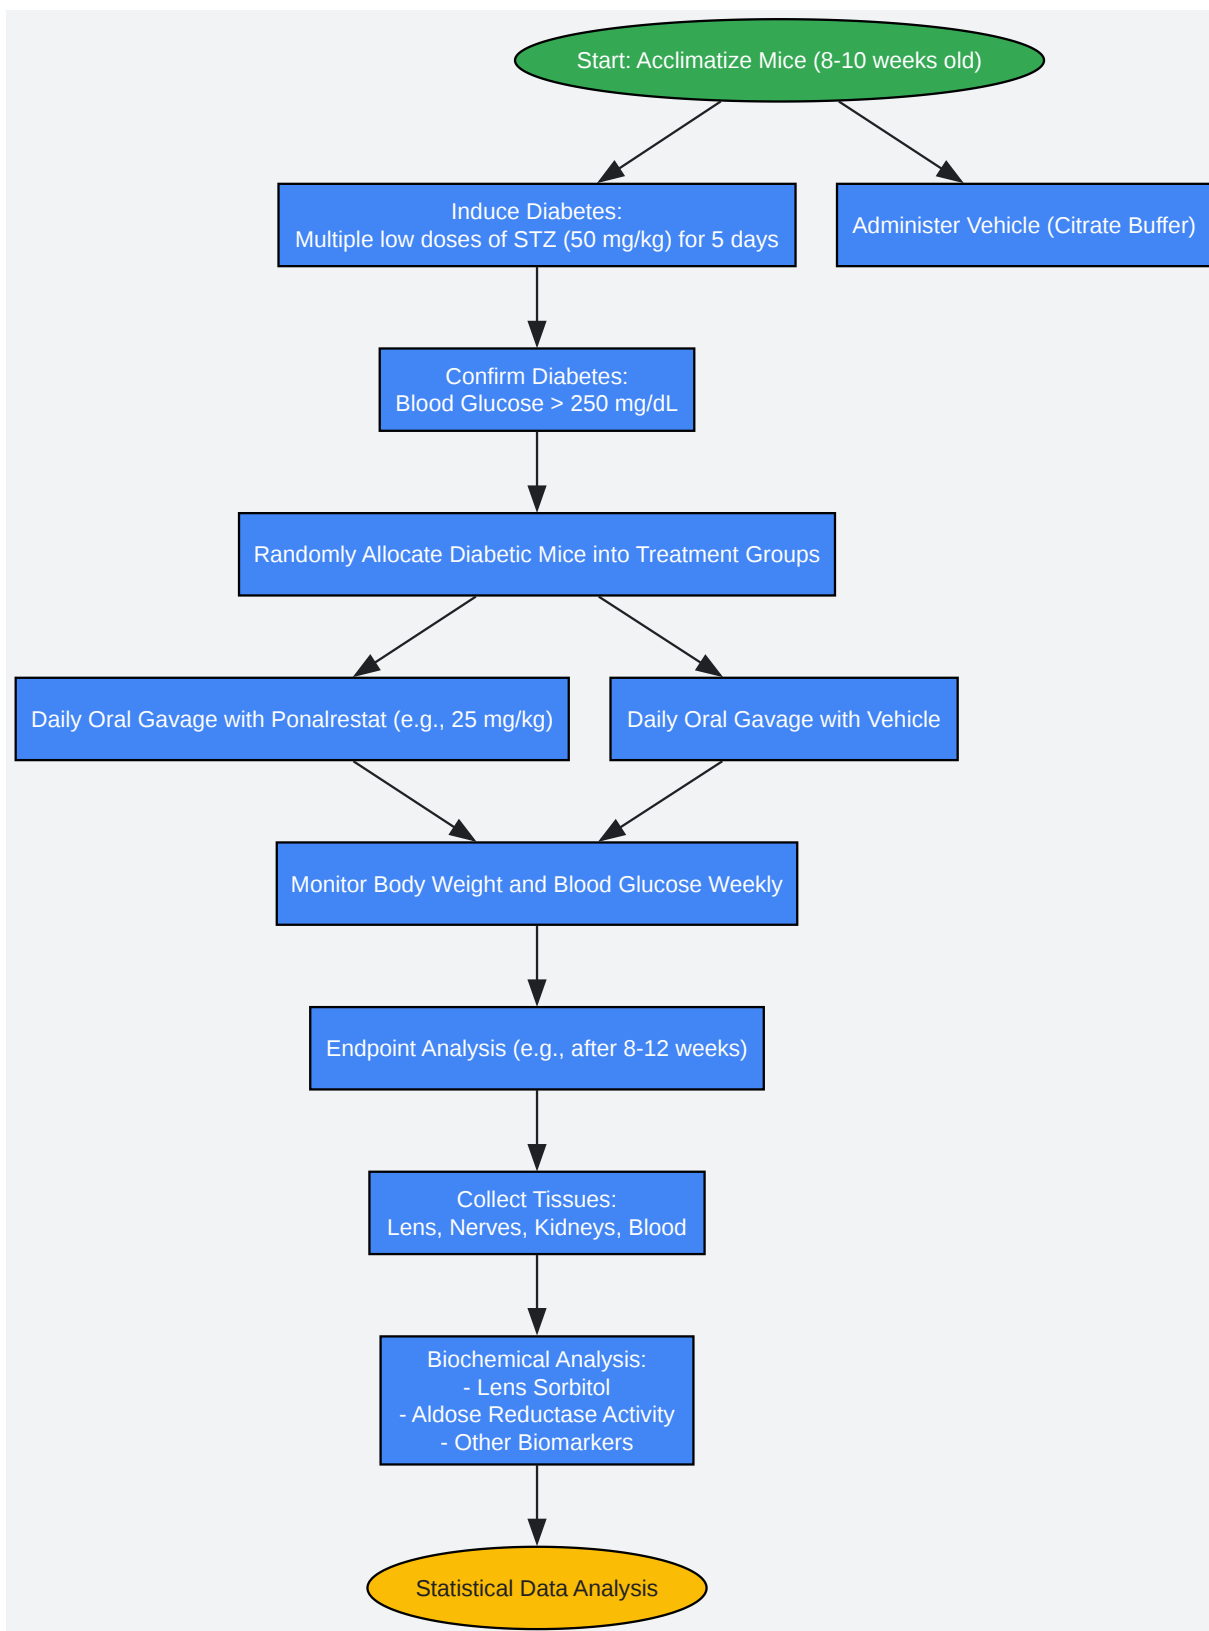 Start: Acclimatize Mice (8-10 weeks old)
Induce Diabetes:
Multiple low doses of STZ (50 mg/kg) for 5 days
Administer Vehicle (Citrate Buffer)
Confirm Diabetes:
Blood Glucose > 250 mg/dL
Randomly Allocate Diabetic Mice into Treatment Groups
Daily Oral Gavage with Ponalrestat (e.g., 25 mg/kg)
Daily Oral Gavage with Vehicle
Monitor Body Weight and Blood Glucose Weekly
Endpoint Analysis (e.g., after 8-12 weeks)
Collect Tissues:
Lens, Nerves, Kidneys, Blood
Biochemical Analysis:
- Lens Sorbitol
- Aldose Reductase Activity
- Other Biomarkers
Statistical Data Analysis